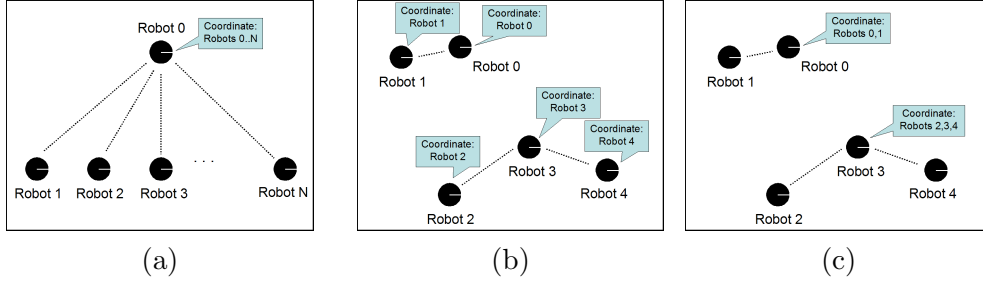 Robot 0
Coordinate:
Robots 0..N
Robot 1
Robot 2
Robot 3
. . .
Robot N
(a)
Coordinate:
Robot 1
Coordinate:
Robot 0
Robot 1
Robot 0
Coordinate:
Robot 3
Coordinate:
Robot 2
Coordinate:
Robot 4
Robot 3
Robot 4
Robot 2
(b)
Coordinate:
Robots 0,1
Robot 1
Robot 0
Coordinate:
Robots 2,3,4
Robot 3
Robot 4
Robot 2
(c)